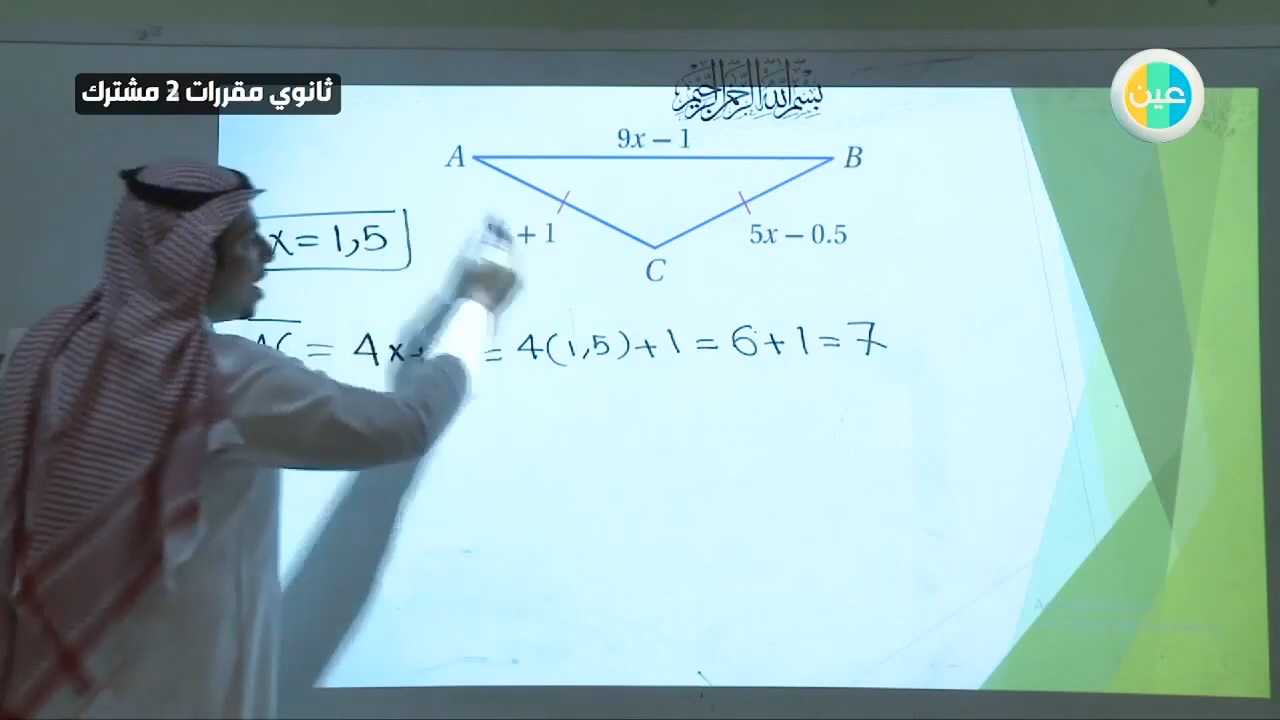 ثانوي مقررات 2 مشترك
عين
بسم الله الرحمن الرحيم
9x − 1
A
B
x = 1,5
+ 1
5x − 0.5
C
= 4x+ = 4(1,5)+1 = 6+1 = 7